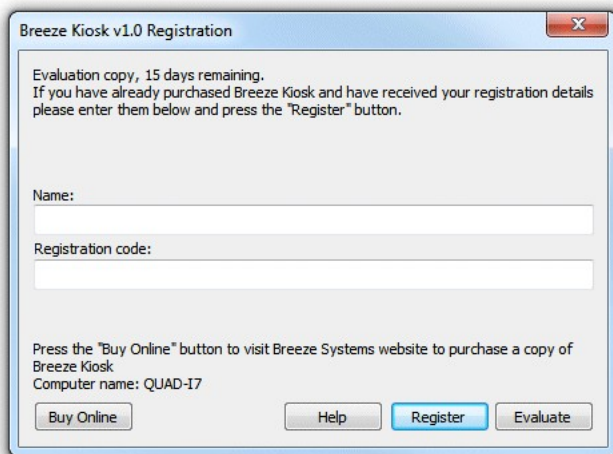 Breeze Kiosk v1.0 Registration
Evaluation copy, 15 days remaining.
If you have already purchased Breeze Kiosk and have received your registration details
please enter them below and press the "Register" button.
Name:
Registration code:
Press the "Buy Online" button to visit Breeze Systems website to purchase a copy of
Breeze Kiosk
Computer name: QUAD-I7
Buy Online Help Register Evaluate